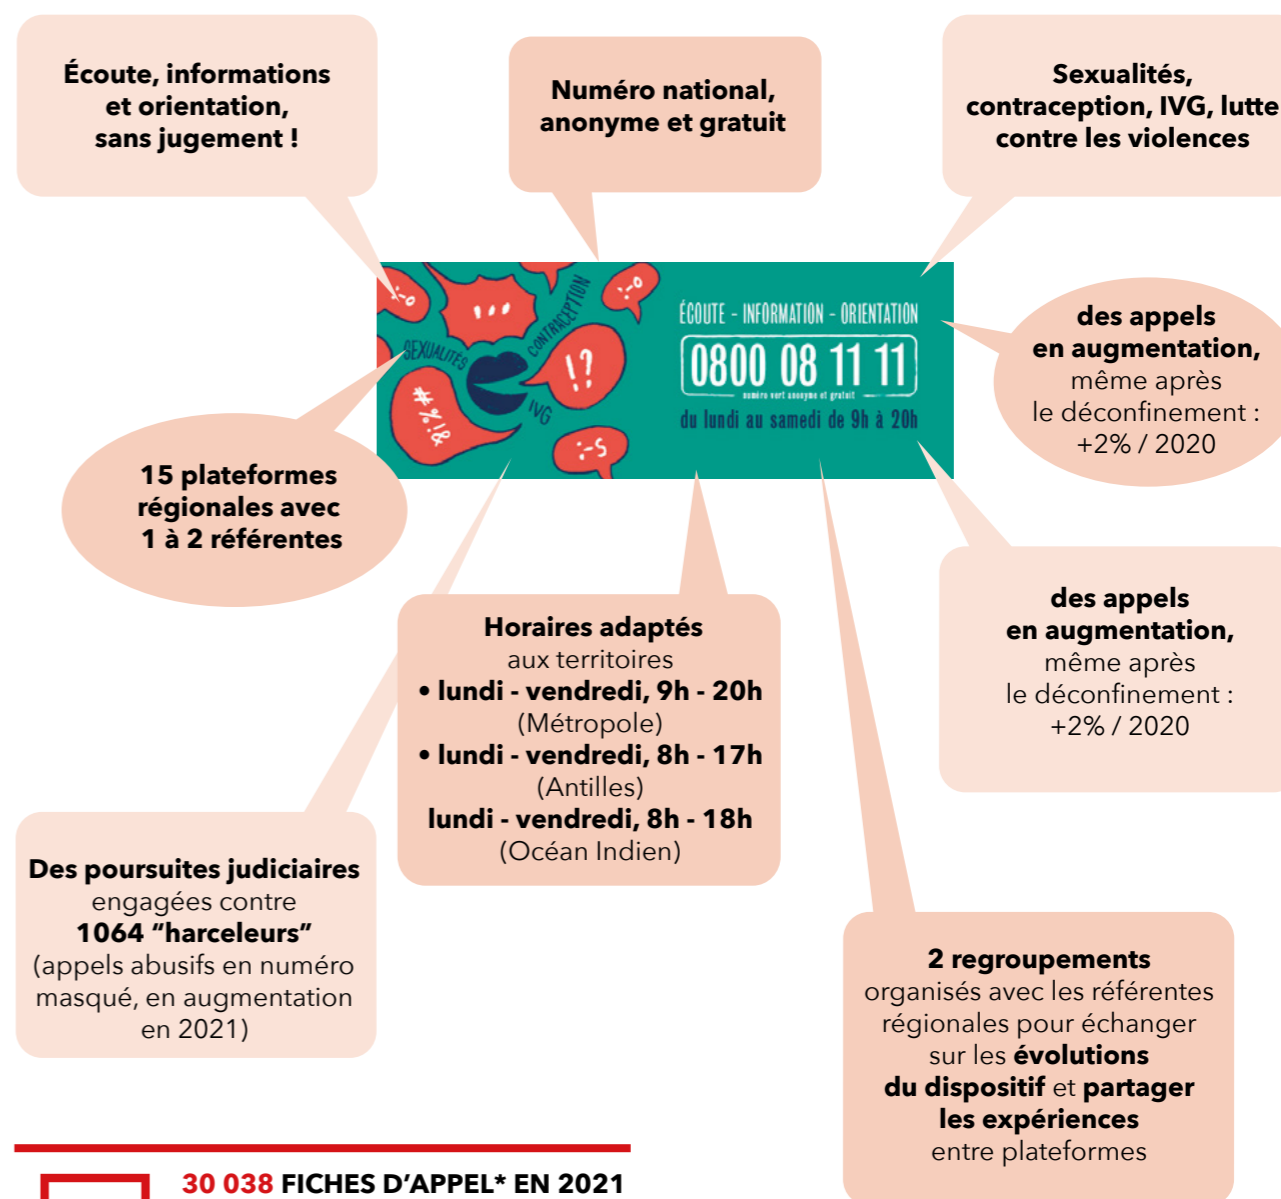 Écoute, informations
et orientation,
sans jugement !
Numéro national,
anonyme et gratuit
Sexualités,
contraception, IVG, lutte
contre les violences
:-o
...
:-o
SEXUALITÉS
CONTRACEPTION
!?
#%!&
IVG
:-S
ÉCOUTE - INFORMATION - ORIENTATION
0800 08 11 11
numéro vert anonyme et gratuit
du lundi au samedi de 9h à 20h
des appels
en augmentation,
même après
le déconfinement :
+2% / 2020
15 plateformes
régionales avec
1 à 2 référentes
des appels
en augmentation,
même après
le déconfinement :
+2% / 2020
Horaires adaptés
aux territoires
• lundi - vendredi, 9h - 20h
(Métropole)
• lundi - vendredi, 8h - 17h
(Antilles)
lundi - vendredi, 8h - 18h
(Océan Indien)
Des poursuites judiciaires
engagées contre
1064 “harceleurs”
(appels abusifs en numéro
masqué, en augmentation
en 2021)
2 regroupements
organisés avec les référentes
régionales pour échanger
sur les évolutions
du dispositif et partager
les expériences
entre plateformes
30 038 FICHES D’APPEL* EN 2021